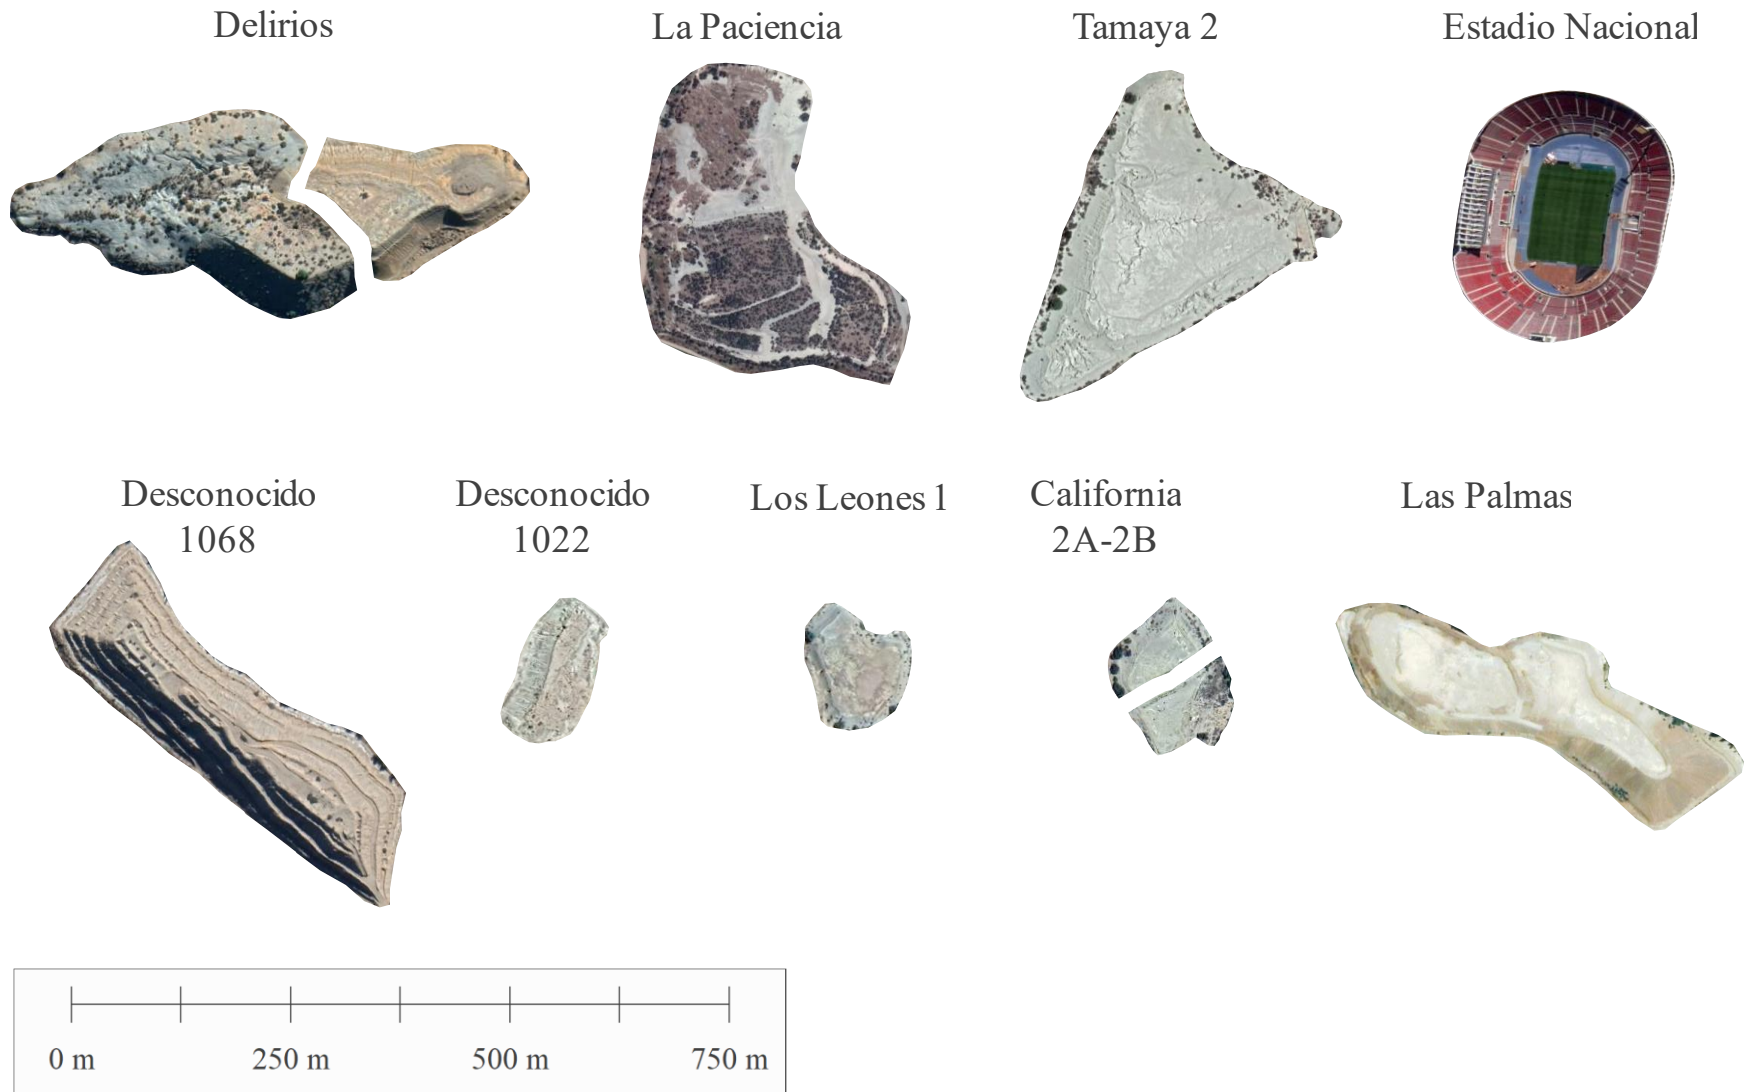 Delirios
La Paciencia
Tamaya 2
Estadio Nacional
Desconocido
1068
Desconocido
1022
Los Leones 1
California
2A-2B
Las Palmas
0 m
250 m
500 m
750 m